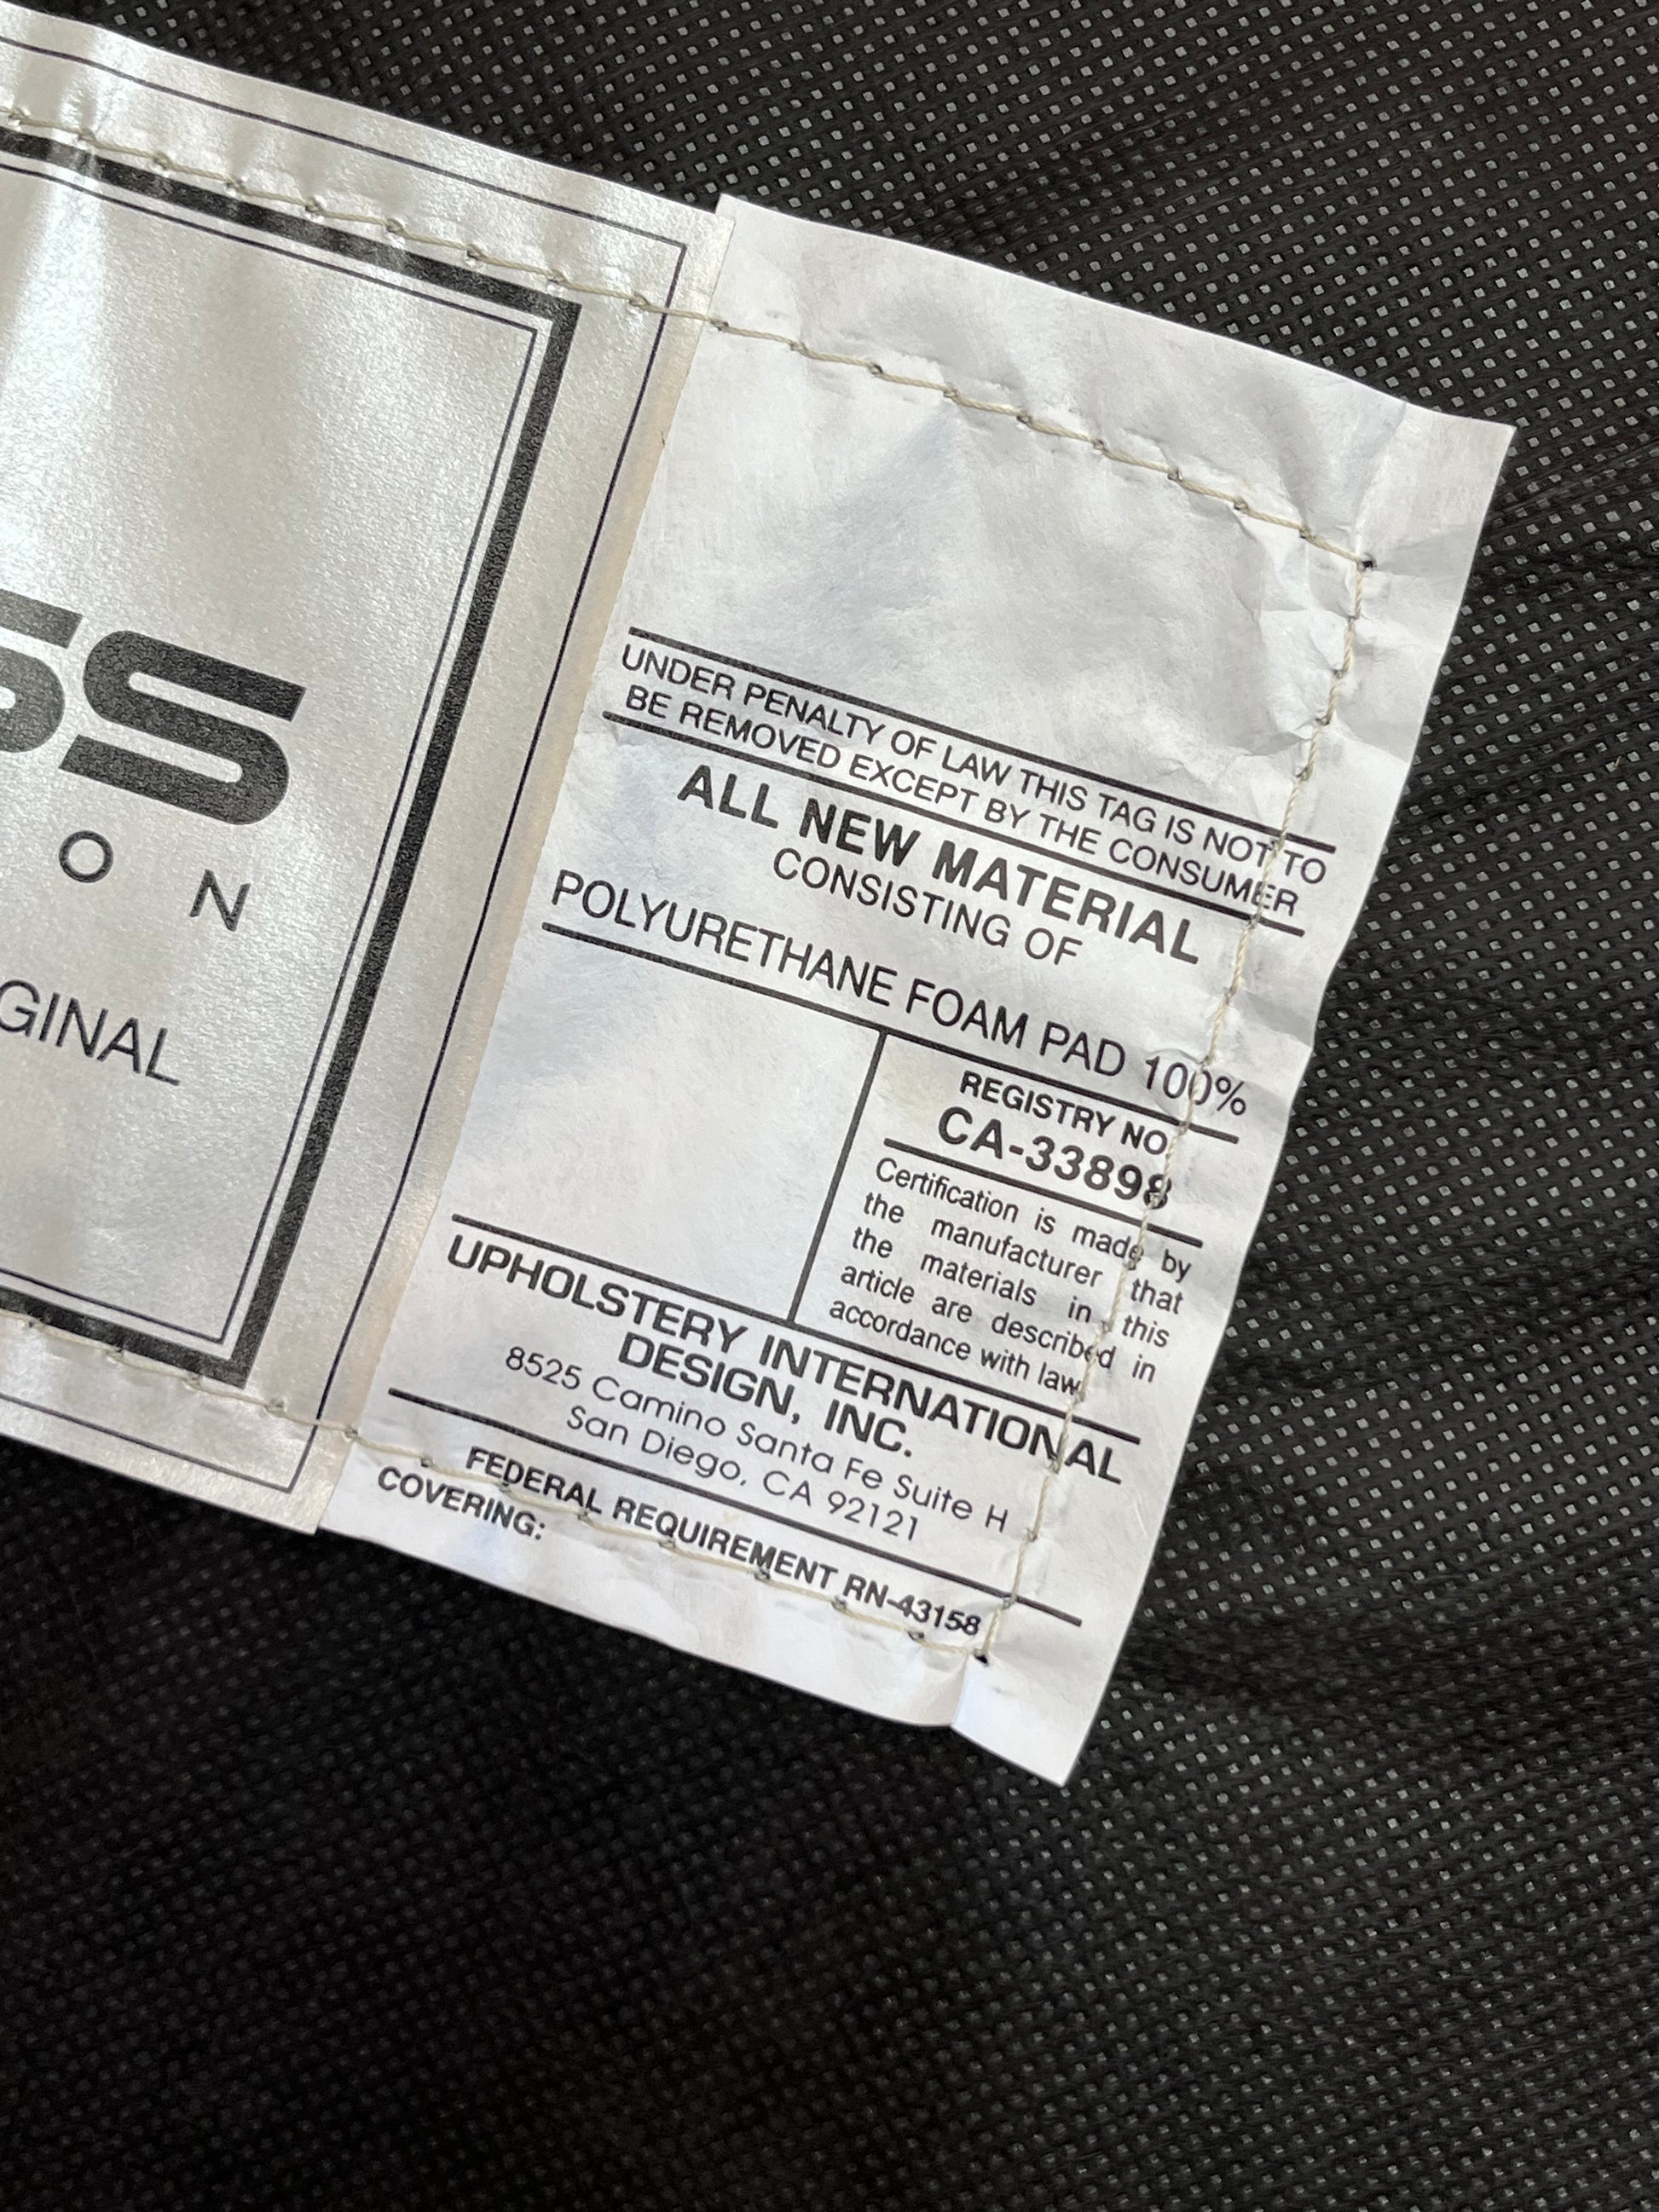 SS
O N
GINAL
UNDER PENALTY OF LAW THIS TAG IS NOT TO
BE REMOVED EXCEPT BY THE CONSUMER
ALL NEW MATERIAL
CONSISTING OF
POLYURETHANE FOAM PAD 100%
REGISTRY NO
CA-33898
Certification is made by
the manufacturer that
the materials in this
article are described in
accordance with law.
UPHOLSTERY INTERNATIONAL
DESIGN, INC.
8525 Camino Santa Fe Suite H
San Diego, CA 92121
FEDERAL REQUIREMENT RN-43158
COVERING: